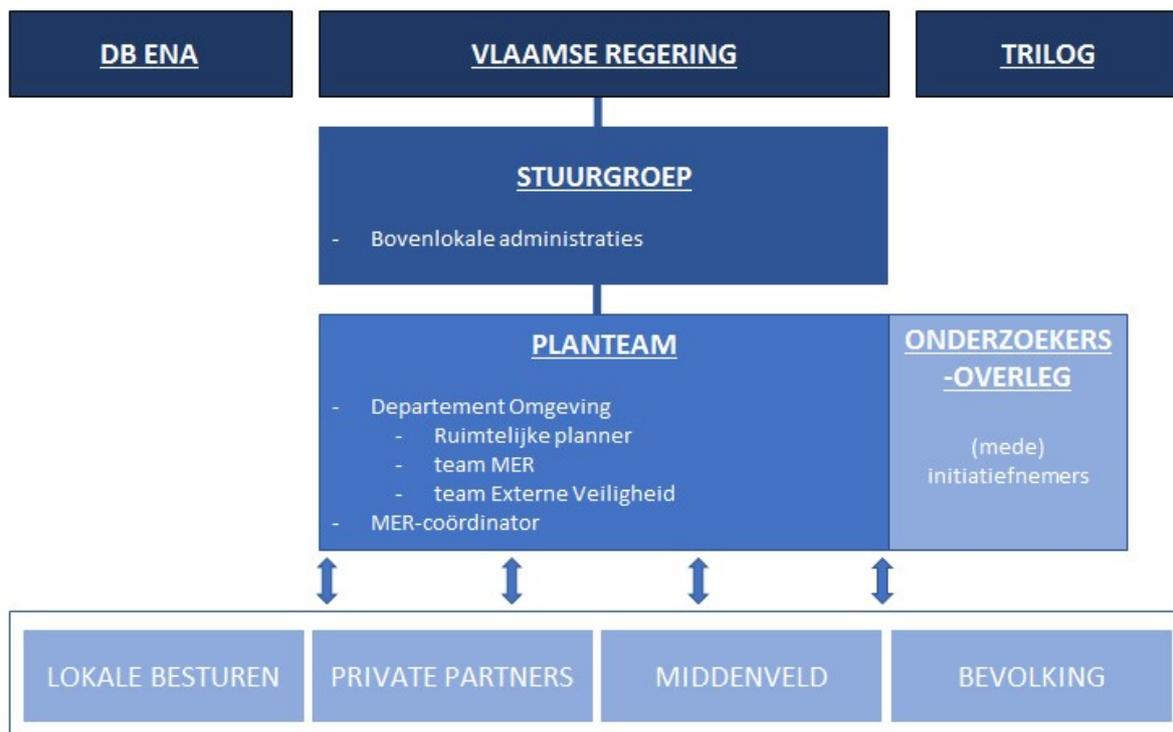 DB ENA
VLAAMSE REGERING
TRILOG
STUURGROEP
- Bovenlokale administraties
PLANTEAM
- Departement Omgeving
- Ruimtelijke planner
- team MER
- team Externe Veiligheid
- MER-coördinator
ONDERZOEKERS
-OVERLEG
(mede)
initiatiefnemers
LOKALE BESTUREN
PRIVATE PARTNERS
MIDDENVELD
BEVOLKING